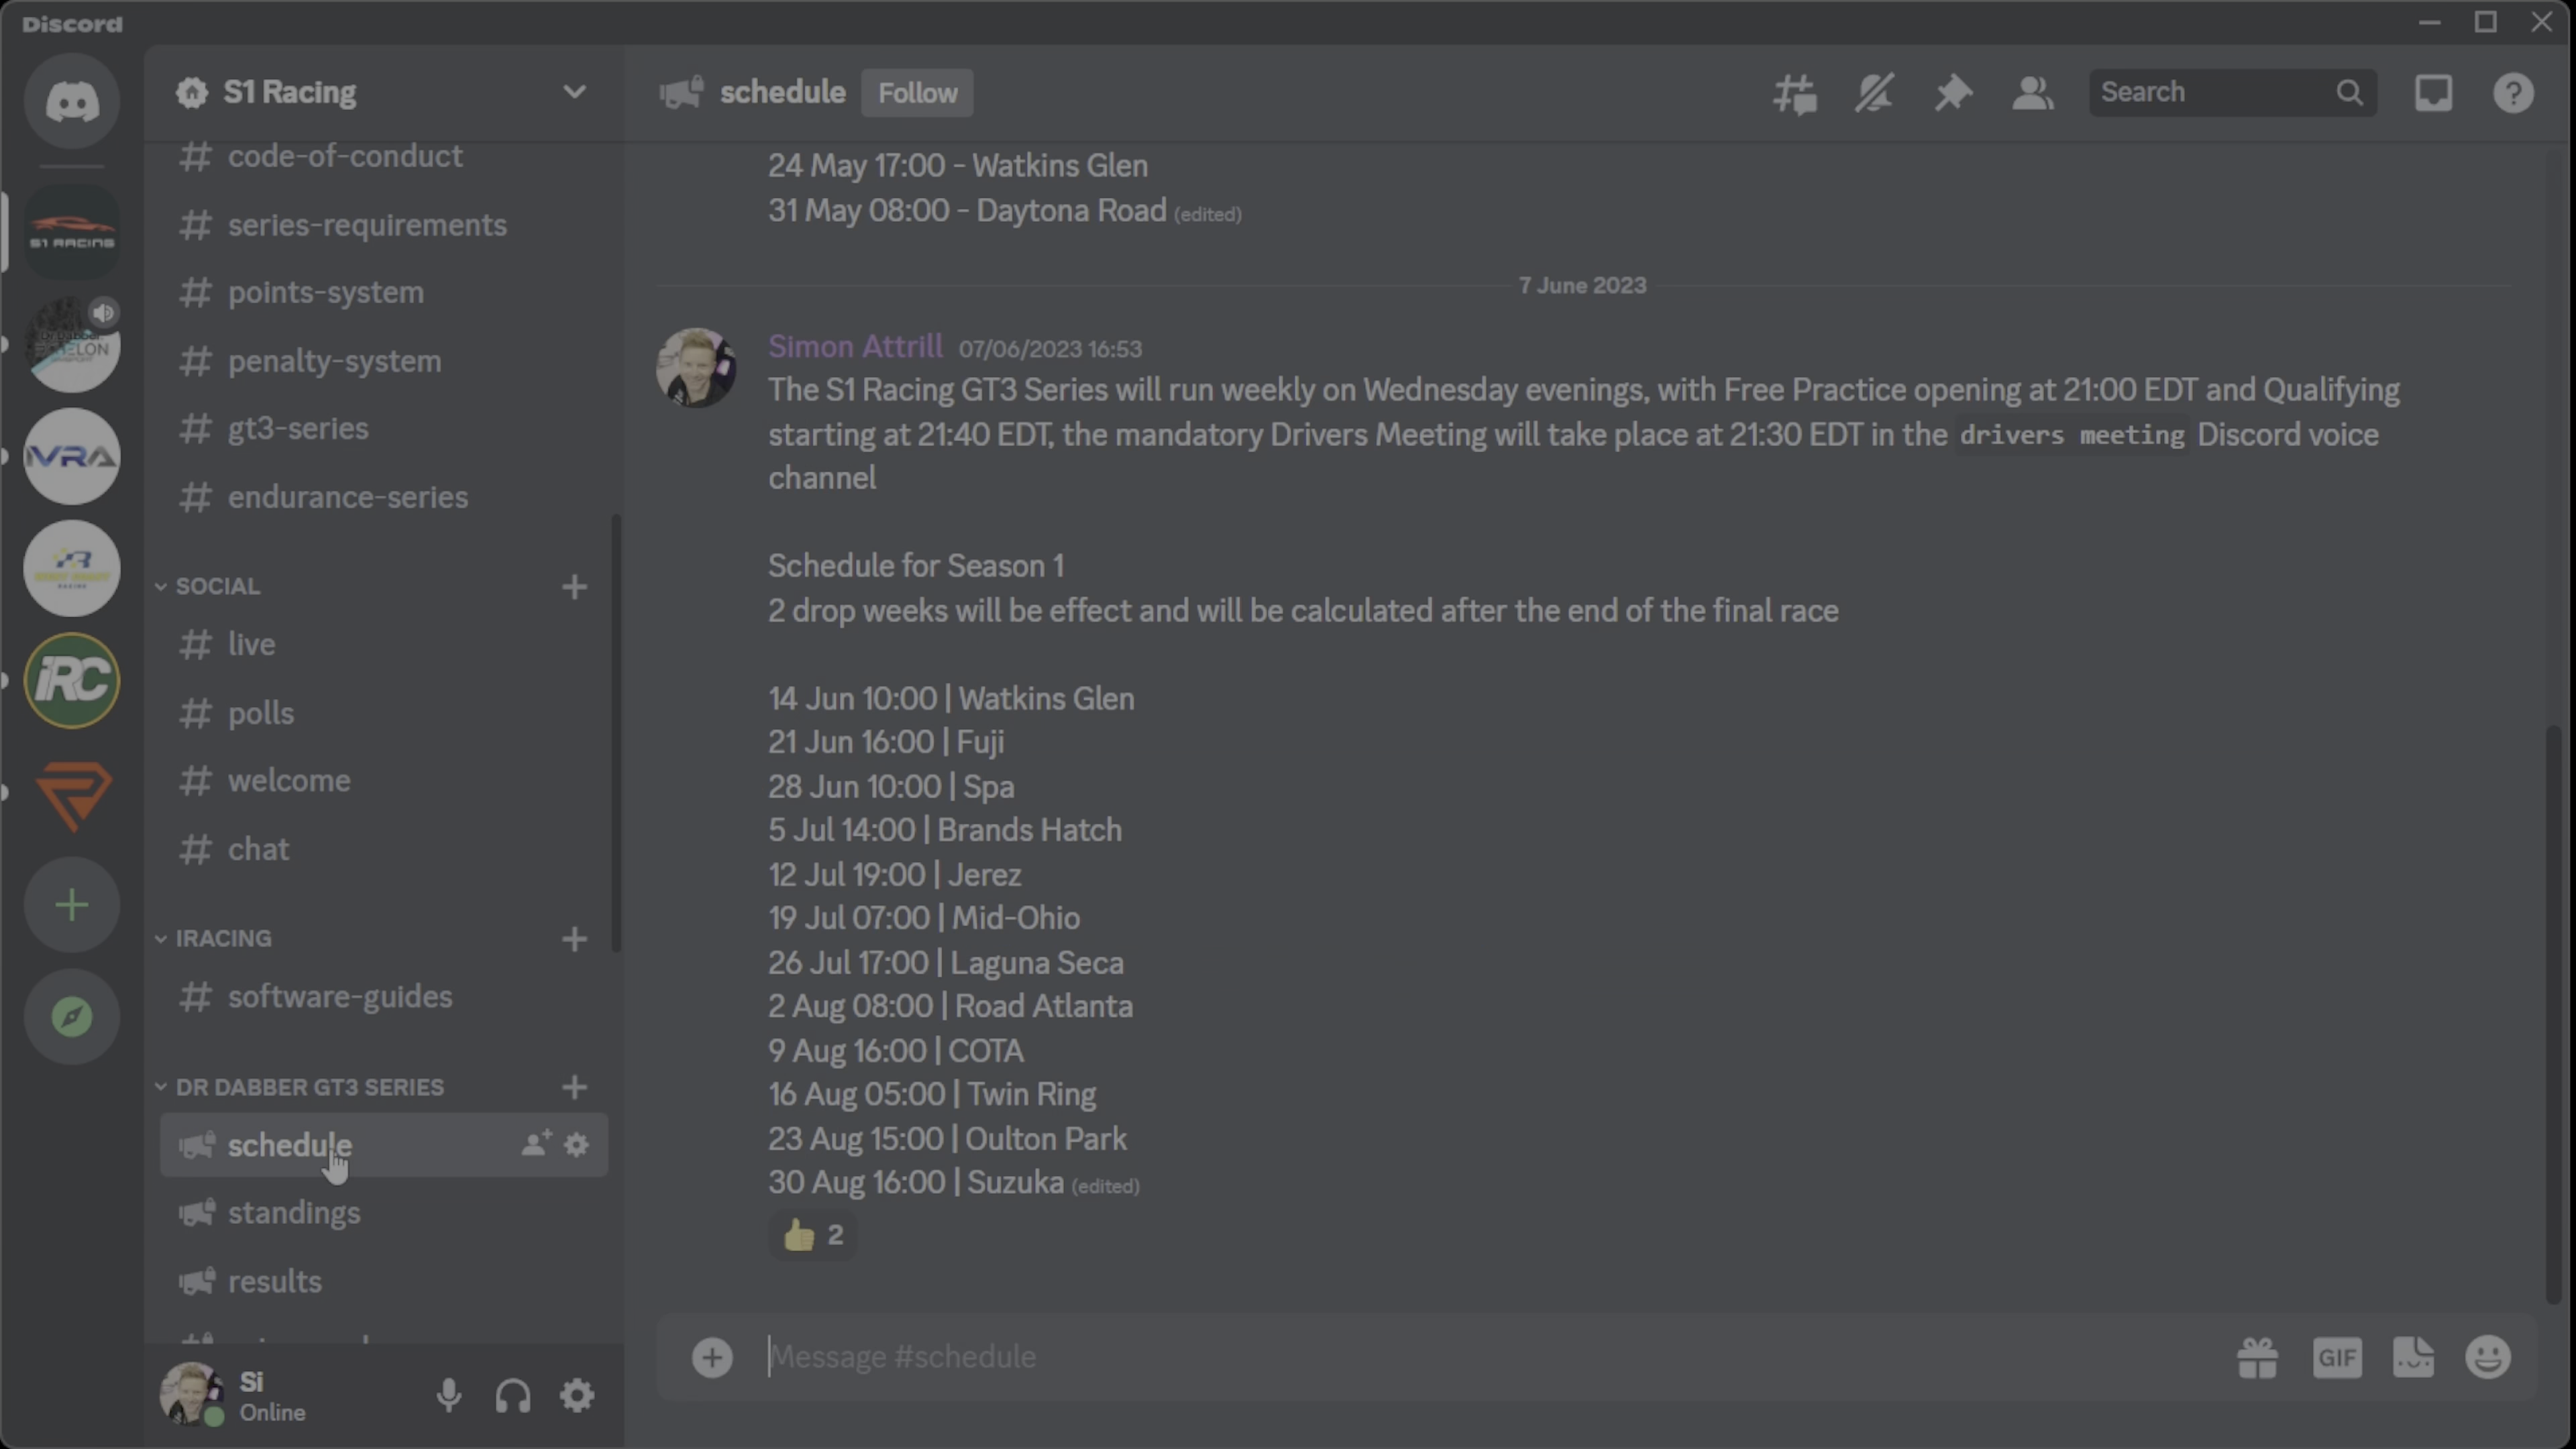 Discord
S1 Racing
code-of-conduct
series-requirements
points-system
penalty-system
gt3-series
endurance-series
SOCIAL
live
polls
welcome
chat
IRACING
software-guides
DR DABBER GT3 SERIES
schedule
standings
results
Si
Online
S1 RACING
VRA
iRC
schedule
Follow
Search
24 May 17:00 - Watkins Glen
31 May 08:00 - Daytona Road (edited)
7 June 2023
Simon Attrill 07/06/2023 16:53
The S1 Racing GT3 Series will run weekly on Wednesday evenings, with Free Practice opening at 21:00 EDT and Qualifying
starting at 21:40 EDT, the mandatory Drivers Meeting will take place at 21:30 EDT in the drivers meeting Discord voice
channel
Schedule for Season 1
2 drop weeks will be effect and will be calculated after the end of the final race
14 Jun 10:00 | Watkins Glen
21 Jun 16:00 | Fuji
28 Jun 10:00 | Spa
5 Jul 14:00 | Brands Hatch
12 Jul 19:00 | Jerez
19 Jul 07:00 | Mid-Ohio
26 Jul 17:00 | Laguna Seca
2 Aug 08:00 | Road Atlanta
9 Aug 16:00 | COTA
16 Aug 05:00 | Twin Ring
23 Aug 15:00 | Oulton Park
30 Aug 16:00 | Suzuka (edited)
2
Message #schedule
GIF